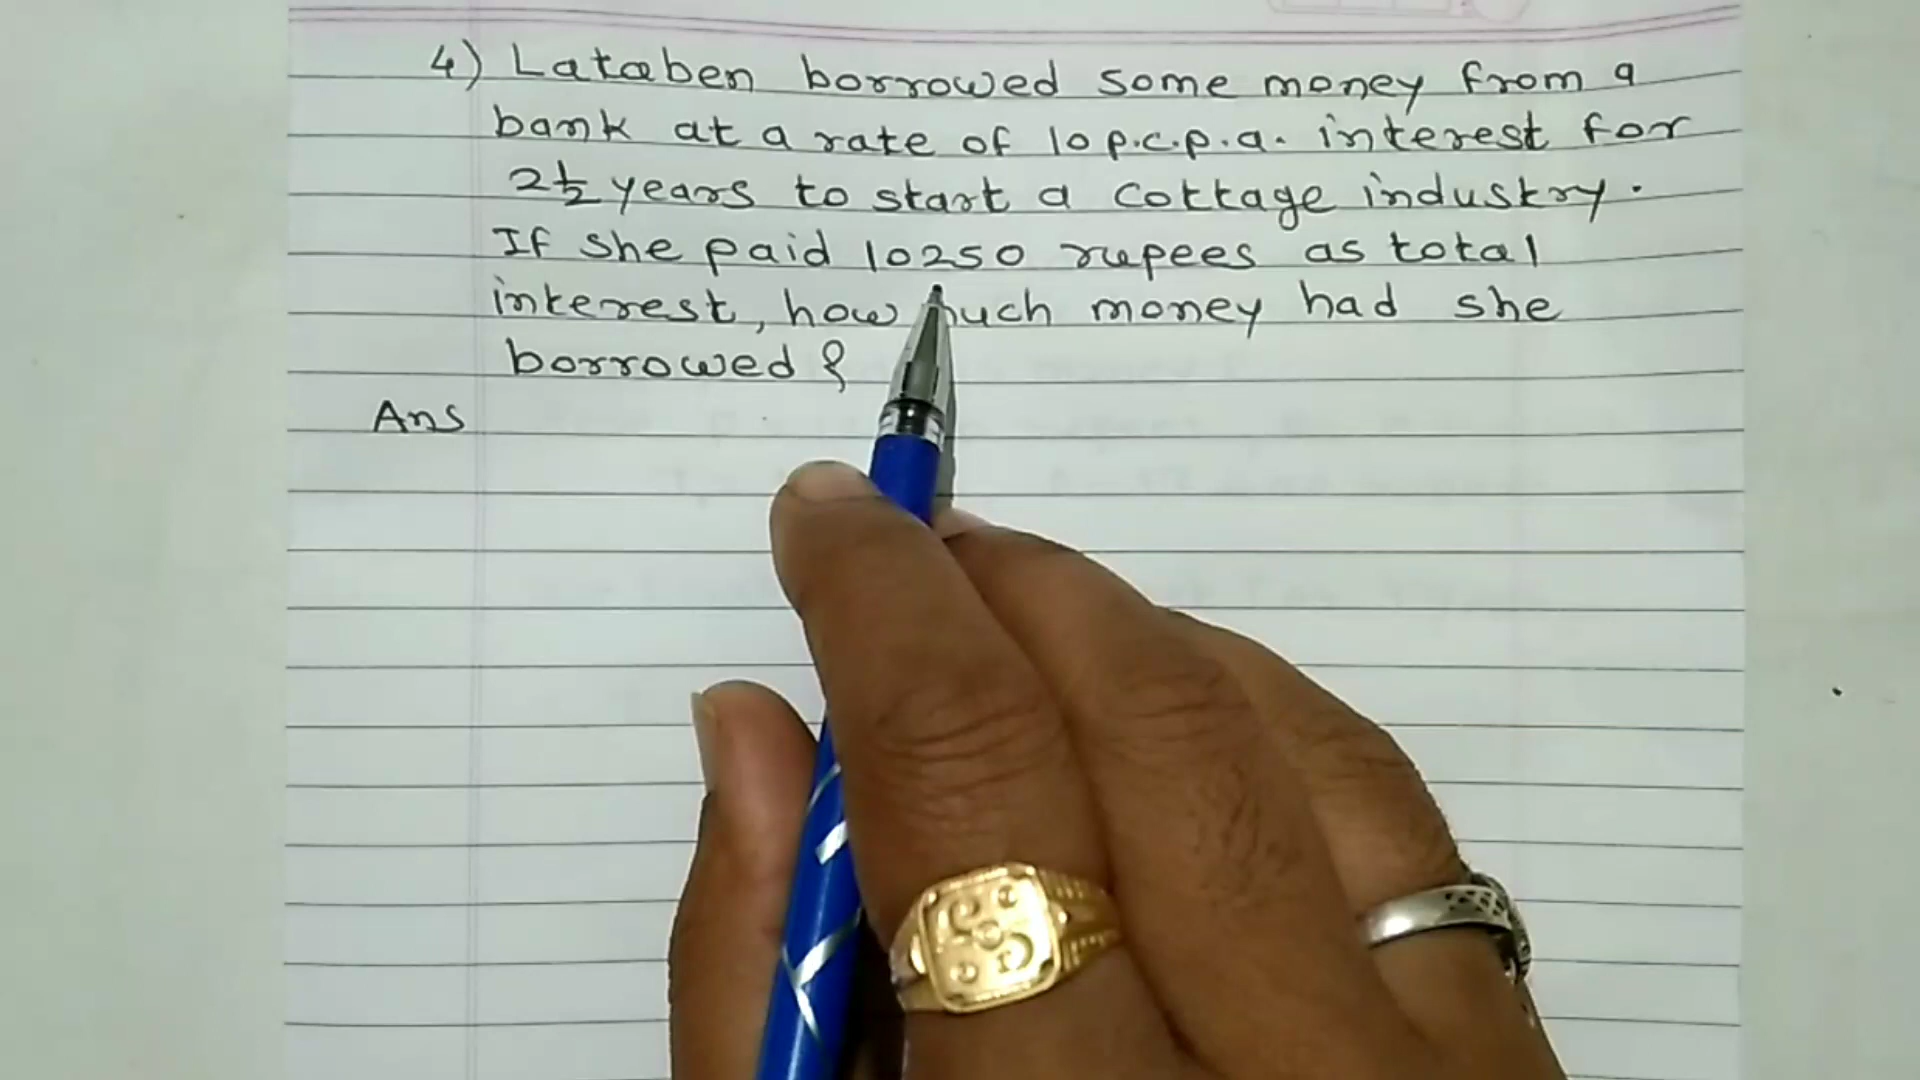 4) Lataben borrowed some money from a
bank at a rate of 10 p.c.p.a. interest for
2½ years to start a cottage industry.
If she paid 10250 rupees as total
interest, how much money had she
borrowed ?
Ans